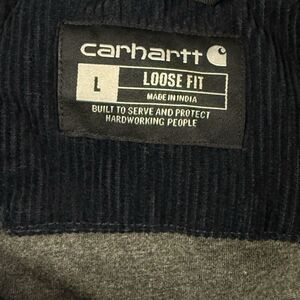 carhartt
L LOOSE FIT
MADE IN INDIA
BUILT TO SERVE AND PROTECT
HARDWORKING PEOPLE